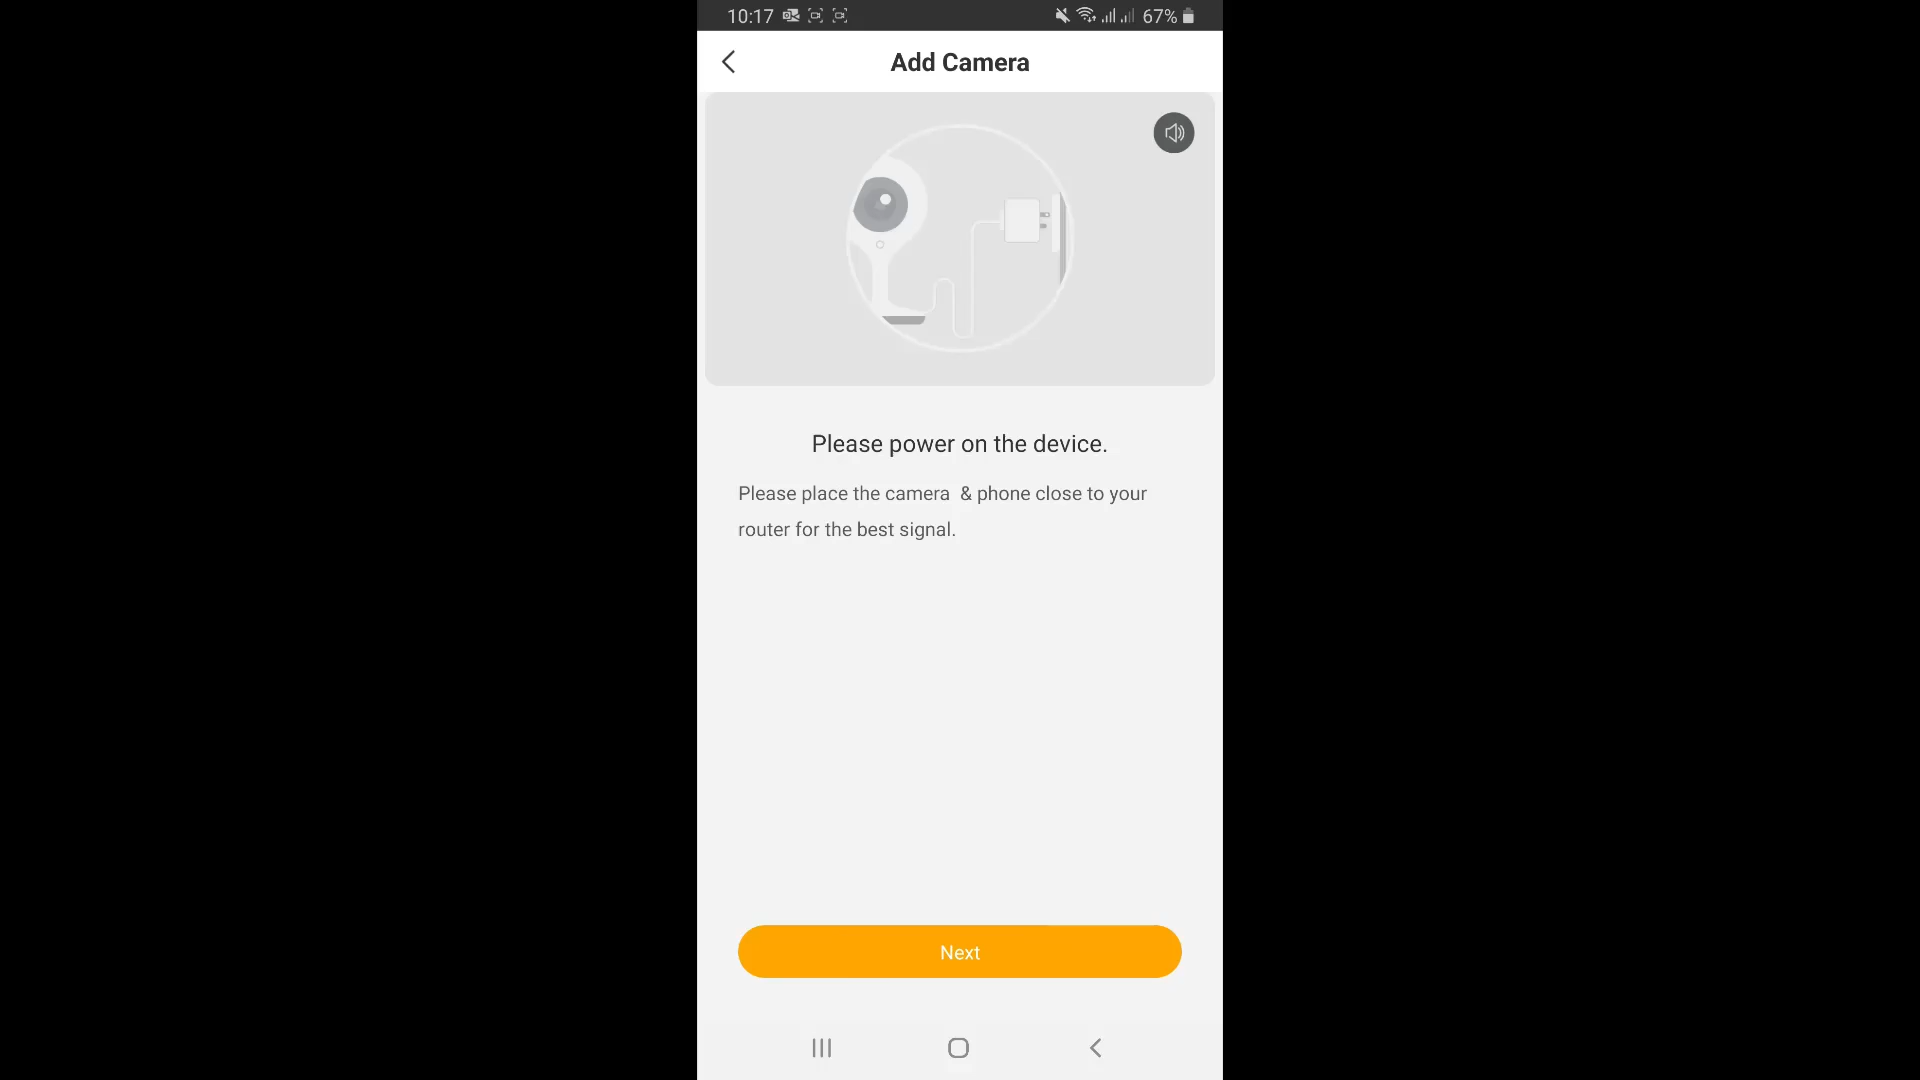 10:17 67%
Add Camera
Please power on the device.
Please place the camera  & phone close to your
router for the best signal.
Next